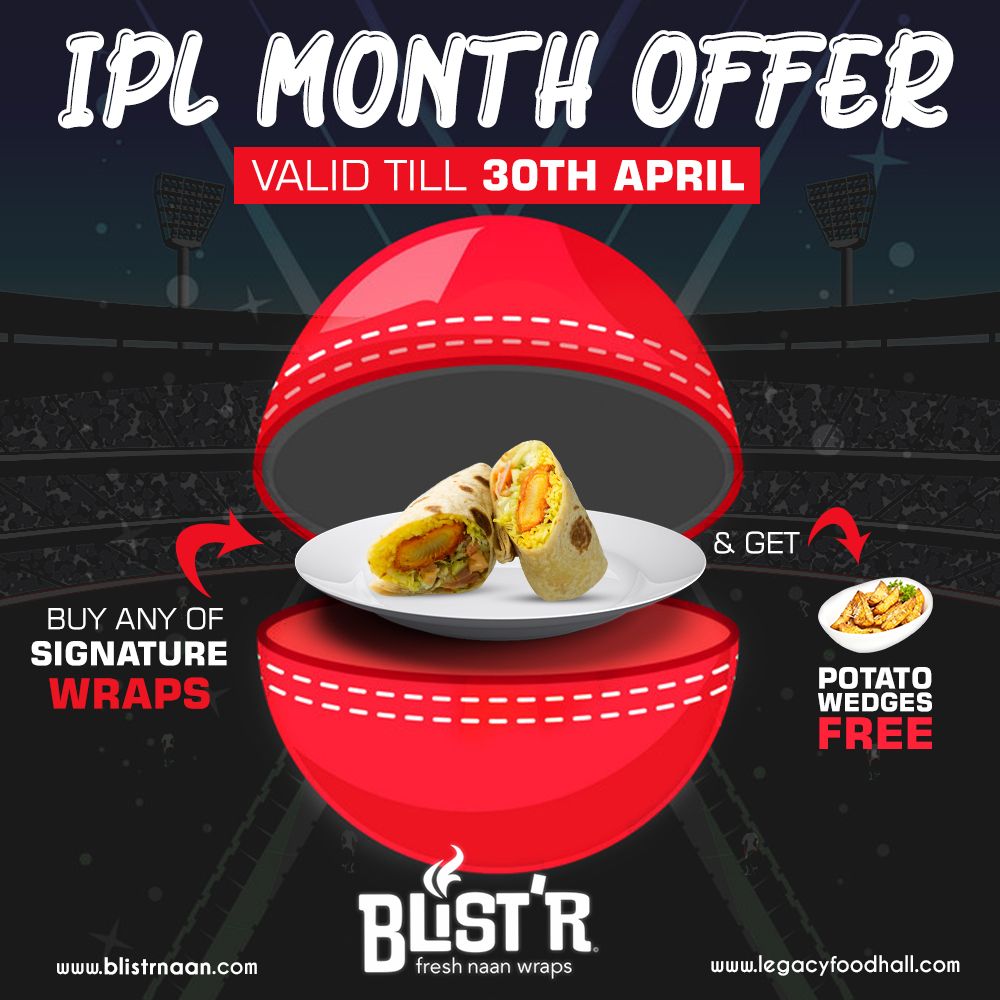 IPL MONTH OFFER
VALID TILL 30TH APRIL
BUY ANY OF
SIGNATURE
WRAPS
& GET
POTATO
WEDGES
FREE
BLiST'R
fresh naan wraps
www.blistrnaan.com
www.legacyfoodhall.com